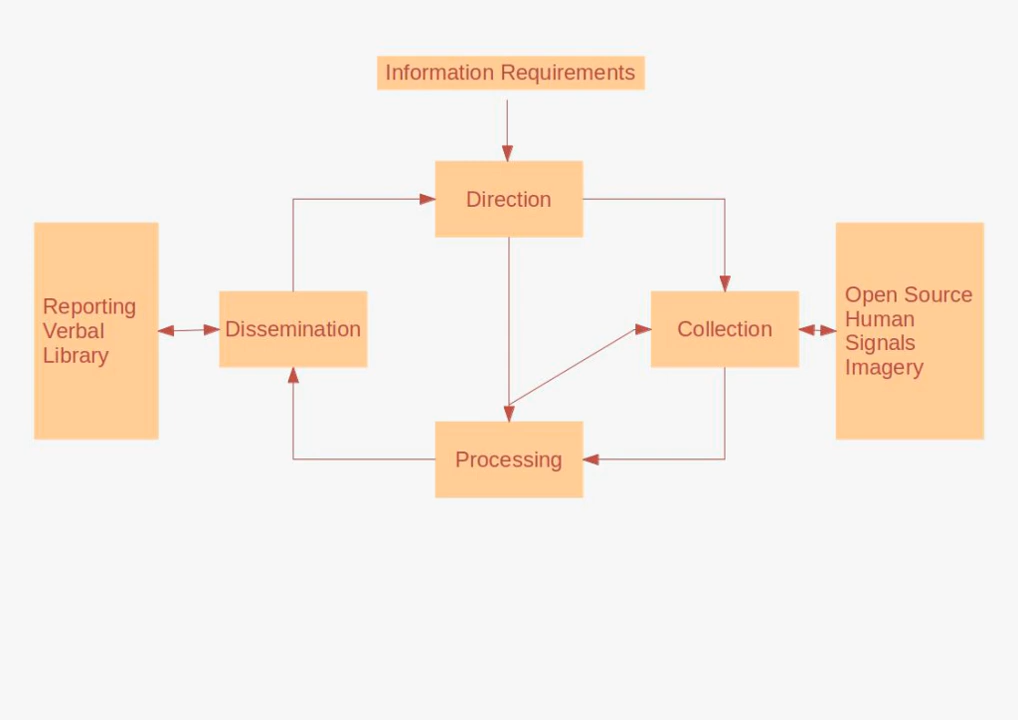 Information Requirements
Direction
Reporting
Verbal
Library
Dissemination
Collection
Open Source
Human
Signals
Imagery
Processing